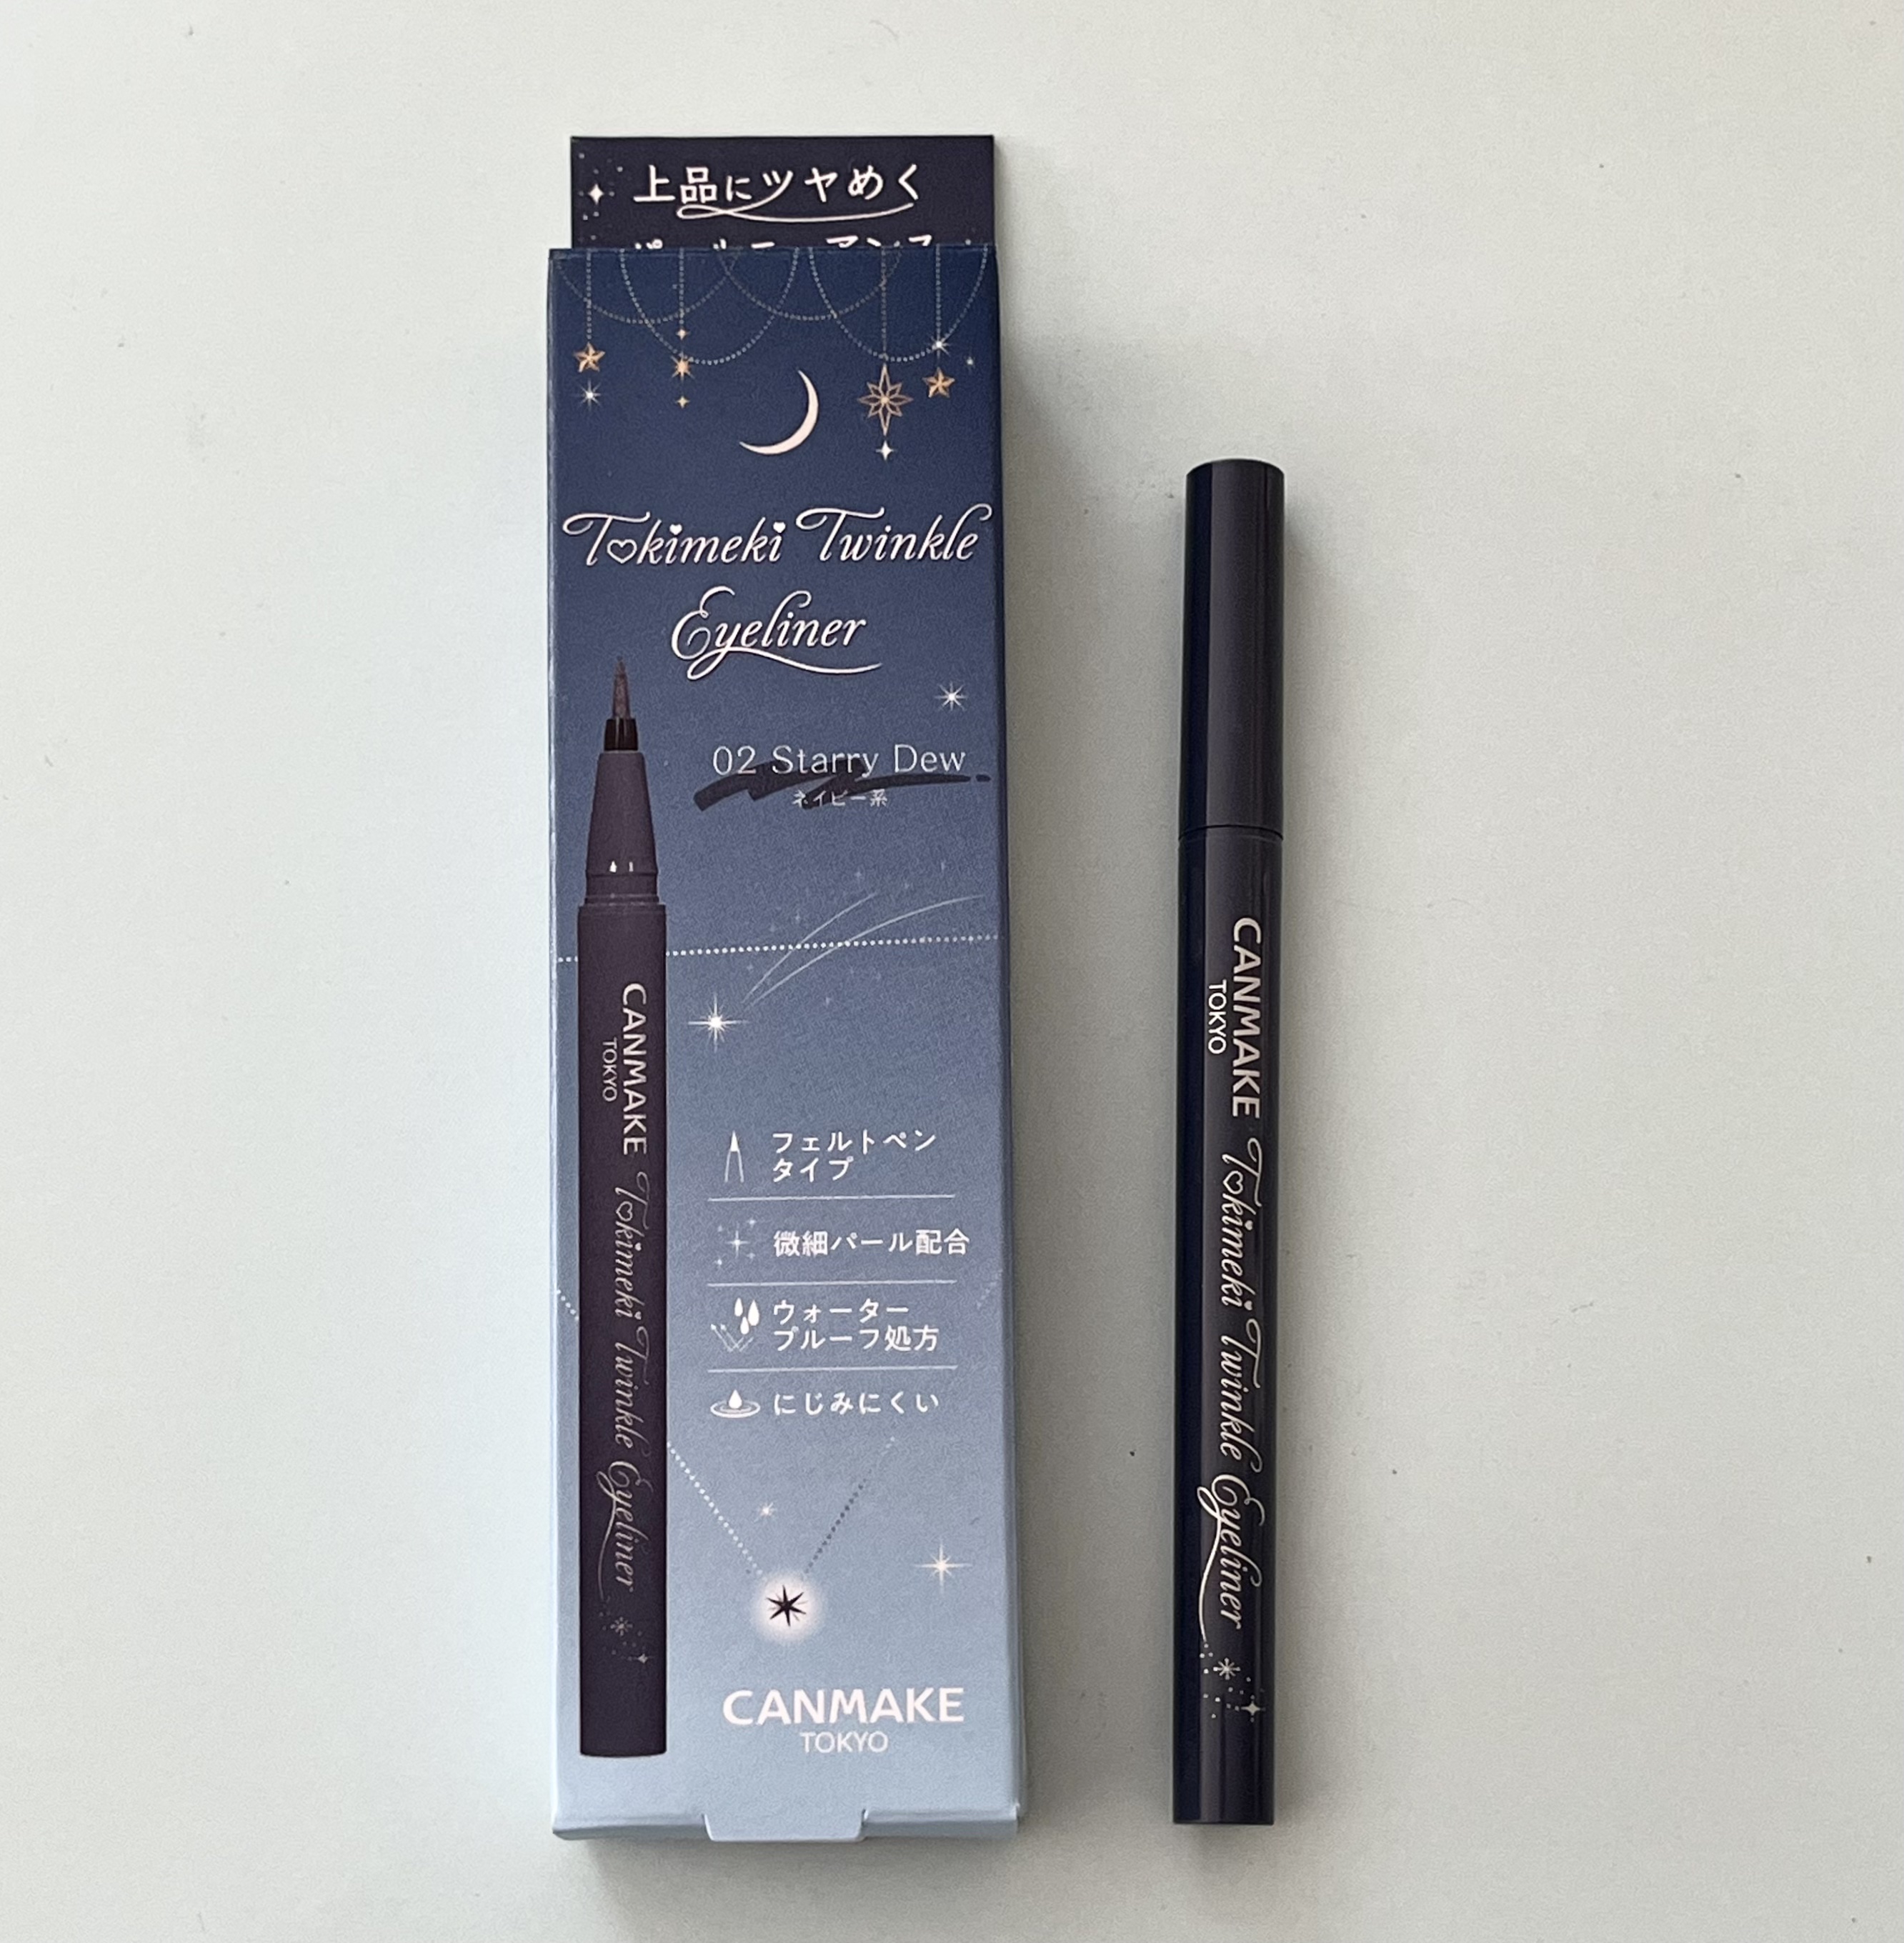 上品にツヤめく
Tokimeki Twinkle
Eyeliner
02 Starry Dew
ネイビー系
CANMAKE
TOKYO
Tokimeki Twinkle Eyeliner
フェルトペン
タイプ
微細パール配合
ウォーター
プルーフ処方
にじみにくい
CANMAKE
TOKYO
CANMAKE
TOKYO
Tokimeki Twinkle Eyeliner